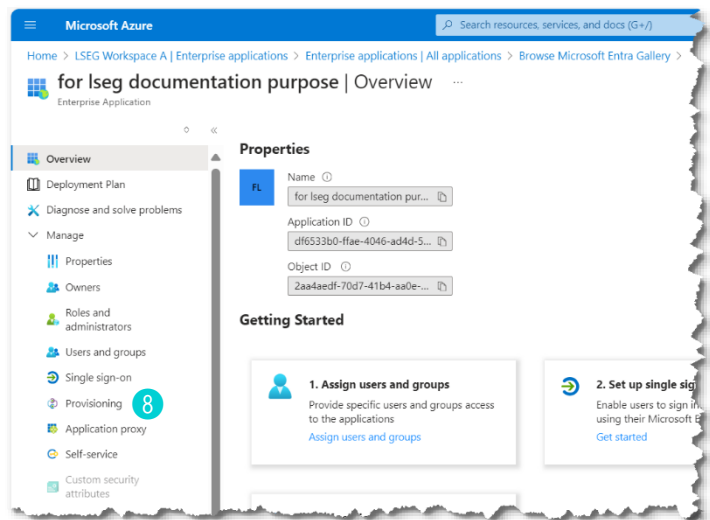 Microsoft Azure
Search resources, services, and docs (G+/)
Home > LSEG Workspace A | Enterprise applications > Enterprise applications | All applications > Browse Microsoft Entra Gallery >
for lseg documentation purpose | Overview ...
Enterprise Application
Overview
Deployment Plan
Diagnose and solve problems
Manage
Properties
Owners
Roles and
administrators
Users and groups
Single sign-on
Provisioning 8
Application proxy
Self-service
Custom security
attributes
Properties
FL
Name
for lseg documentation pur...
Application ID
df6533b0-ffae-4046-ad4d-5...
Object ID
2aa4aedf-70d7-41b4-aa0e-...
Getting Started
1. Assign users and groups
Provide specific users and groups access
to the applications
Assign users and groups
2. Set up single sig
Enable users to sign in
using their Microsoft E
Get started